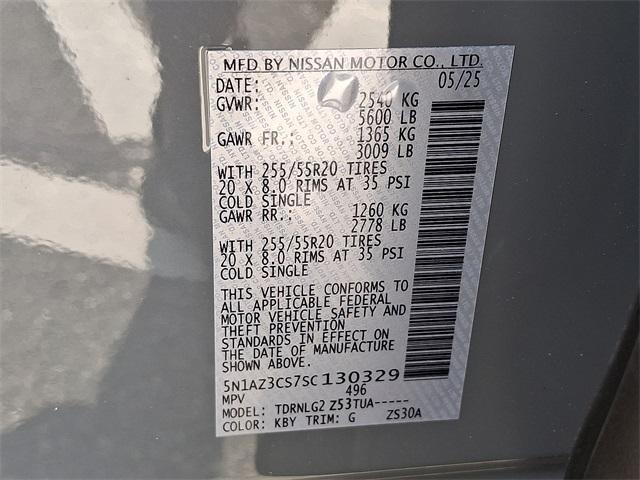 MFD BY NISSAN MOTOR CO., LTD.
DATE: 05/25
GVWR: 2540 KG
5600 LB
GAWR FR.: 1365 KG
3009 LB
WITH 255/55R20 TIRES
20 X 8.0 RIMS AT 35 PSI
COLD SINGLE
GAWR RR.: 1260 KG
2778 LB
WITH 255/55R20 TIRES
20 X 8.0 RIMS AT 35 PSI
COLD SINGLE
THIS VEHICLE CONFORMS TO
ALL APPLICABLE FEDERAL
MOTOR VEHICLE SAFETY AND
THEFT PREVENTION
STANDARDS IN EFFECT ON
THE DATE OF MANUFACTURE
SHOWN ABOVE.
5N1AZ3CS7SC130329
MPV 496
MODEL: TDRNLG2 Z53TUA-----
COLOR: KBY TRIM: G ZS30A